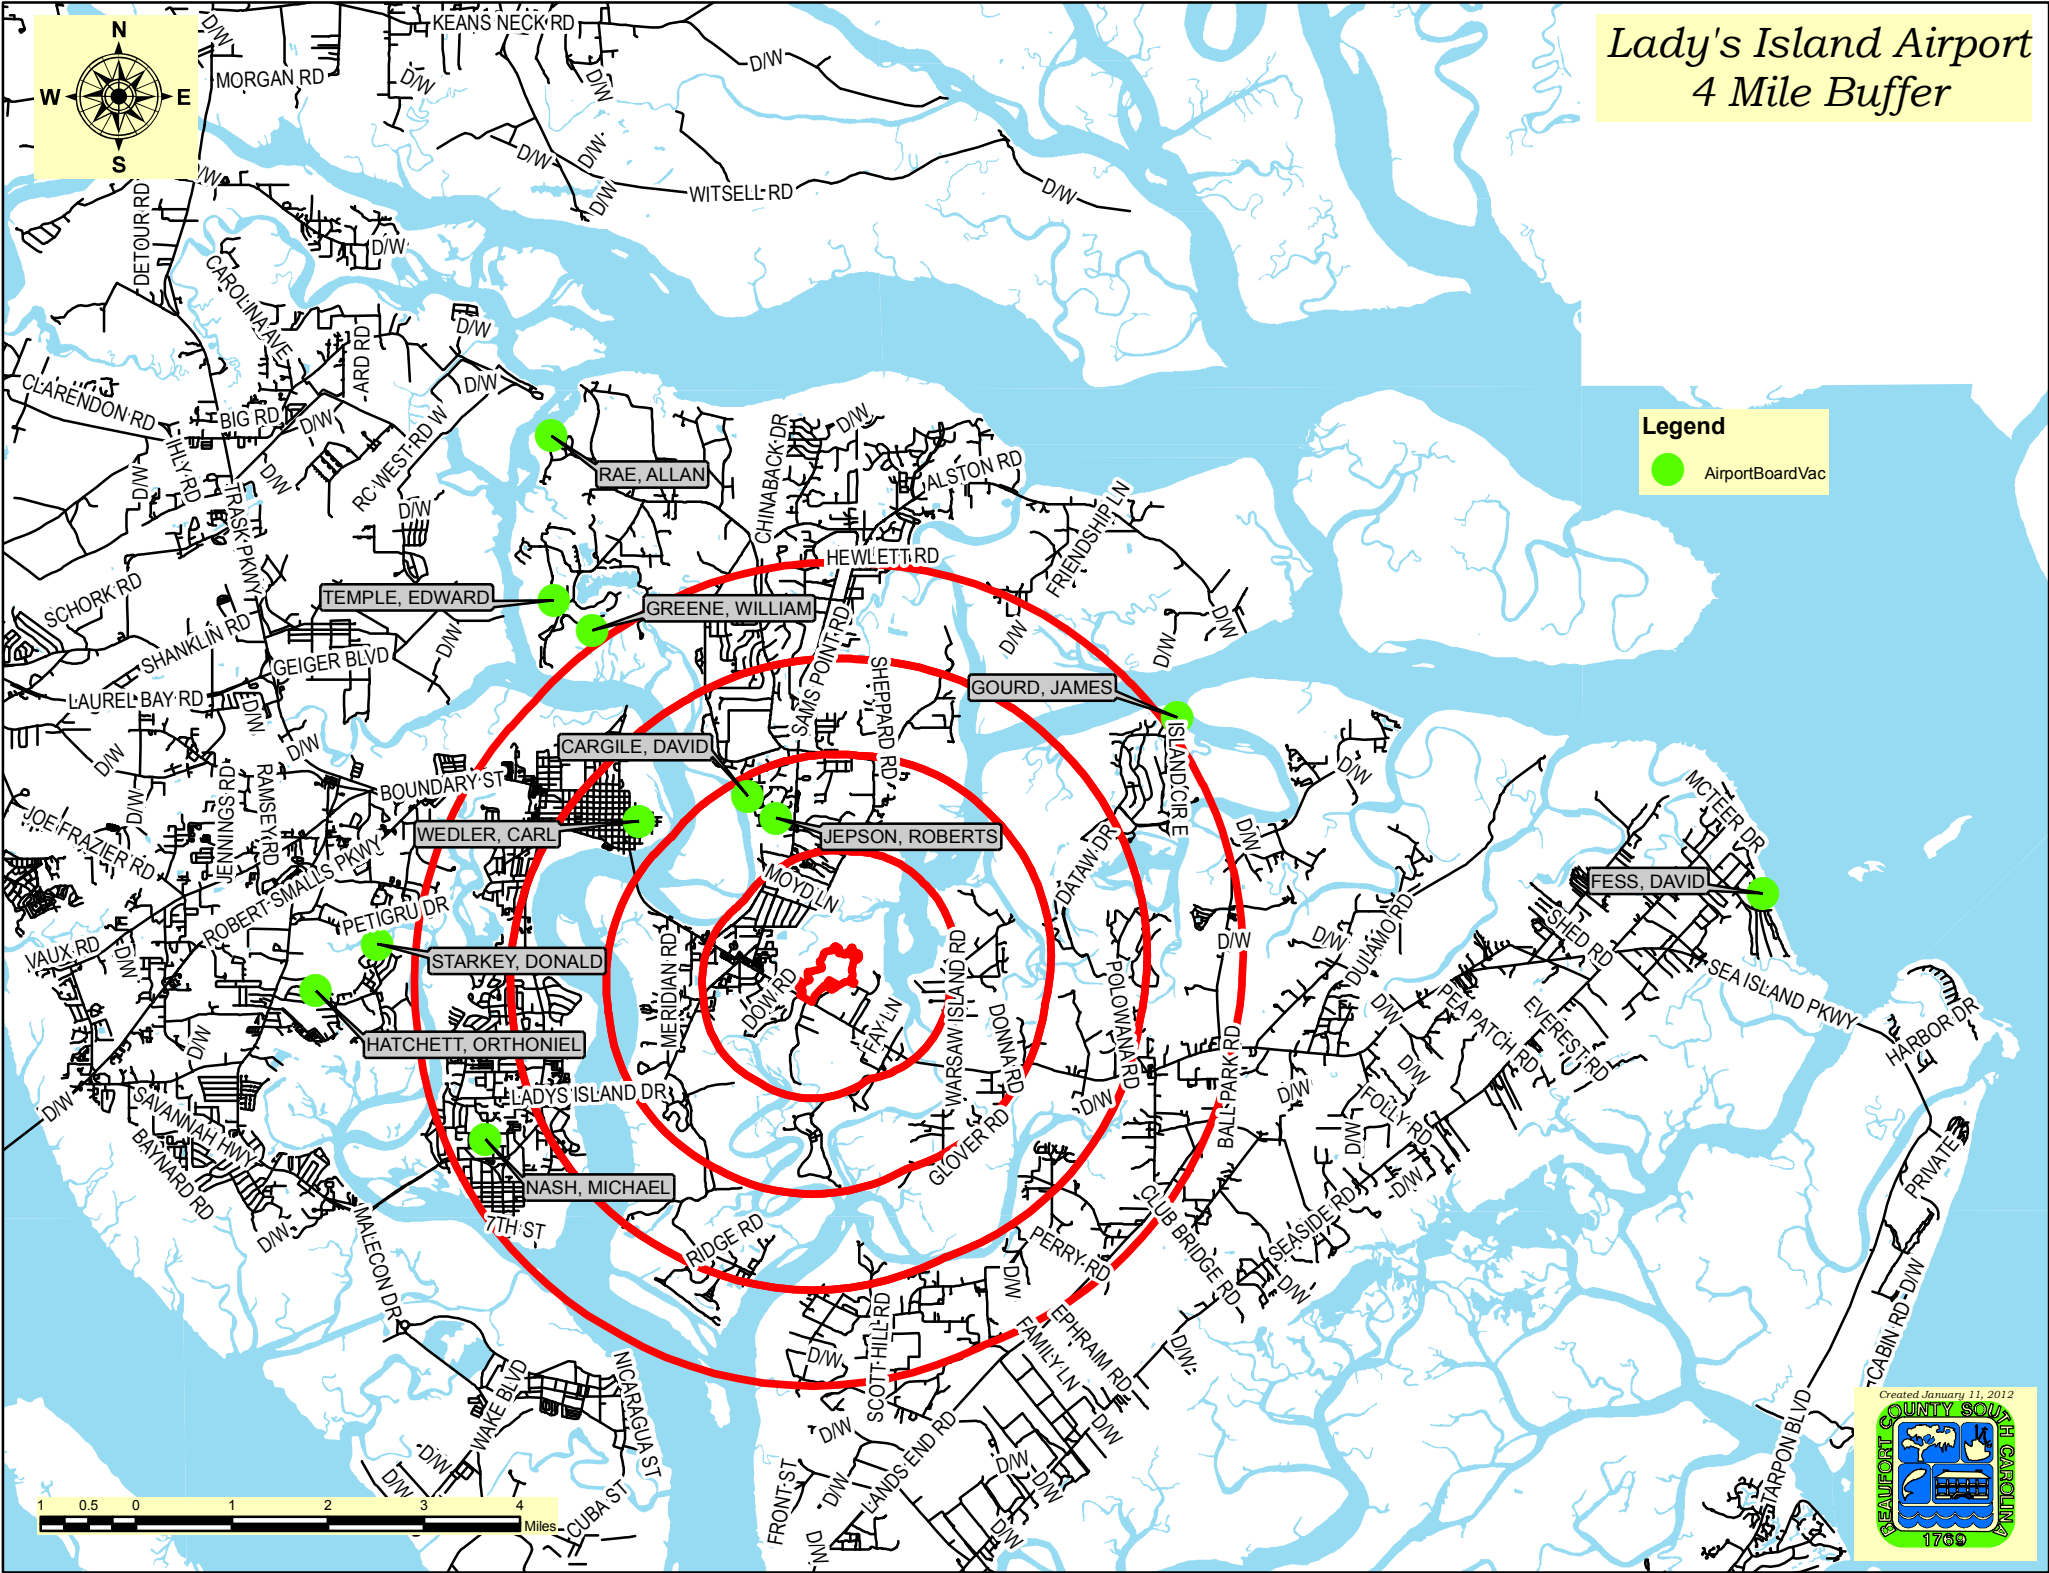 Lady's Island Airport
4 Mile Buffer
N
W E
S
KEANS NECK RD
D/W
MORGAN RD
D/W
D/W
D/W
D/W
D/W
D/W
WITSELL RD
D/W
D/W
DETOUR RD
D/W
CAROLINA AVE
ARD RD
D/W
D/W
CLARENDON RD
BIG RD
D/W
RC WEST RD W
IHLY RD
D/W
D/W
TRASK PKWY
D/W
CHINABACK DR
D/W
ALSTON RD
RAE, ALLAN
FRIENDSHIP LN
HEWLETT RD
Legend
AirportBoardVac
SCHORK RD
SHANKLIN RD
GEIGER BLVD
D/W
TEMPLE, EDWARD
GREENE, WILLIAM
SAMS POINT RD
SHEPPARD RD
D/W
D/W
D/W
LAUREL BAY RD
D/W
D/W
D/W
GOURD, JAMES
ISLAND CIR E
CARGILE, DAVID
BOUNDARY ST
JENNINGS RD
RAMSEY RD
D/W
JOE FRAZIER RD
WEDLER, CARL
JEPSON, ROBERTS
D/W
D/W
DATAW DR
MCTEER DR
FESS, DAVID
ROBERT SMALLS PKWY
PETIGRU DR
MOYD LN
VAUX RD
D/W
STARKEY, DONALD
MERIDIAN RD
DOW RD
FAY LN
WARSAW ISLAND RD
DONNA RD
POLOWANA RD
D/W
D/W
DULAMO RD
SHED RD
SEA ISLAND PKWY
D/W
PEA PATCH RD
EVEREST RD
HARBOR DR
HATCHETT, ORTHONIEL
D/W
D/W
SAVANNAH HWY
BAYNARD RD
LADYS ISLAND DR
GLOVER RD
D/W
BALL PARK RD
D/W
D/W
FOLLY RD
D/W
D/W
PRIVATE
NASH, MICHAEL
7TH ST
D/W
MALECON DR
RIDGE RD
PERRY RD
CLUB BRIDGE RD
SEASIDE RD
D/W
D/W
EPHRAIM RD
FAMILY LN
D/W
D/W
SCOTT HILL RD
CABIN RD
D/W
WAKE BLVD
NICARAGUA ST
D/W
D/W
CUBA ST
FRONT ST
D/W
D/W
D/W
LANDS END RD
D/W
D/W
D/W
D/W
TARPON BLVD
1 0.5 0 1 2 3 4
Miles
Created January 11, 2012
BEAUFORT COUNTY SOUTH CAROLINA
1769